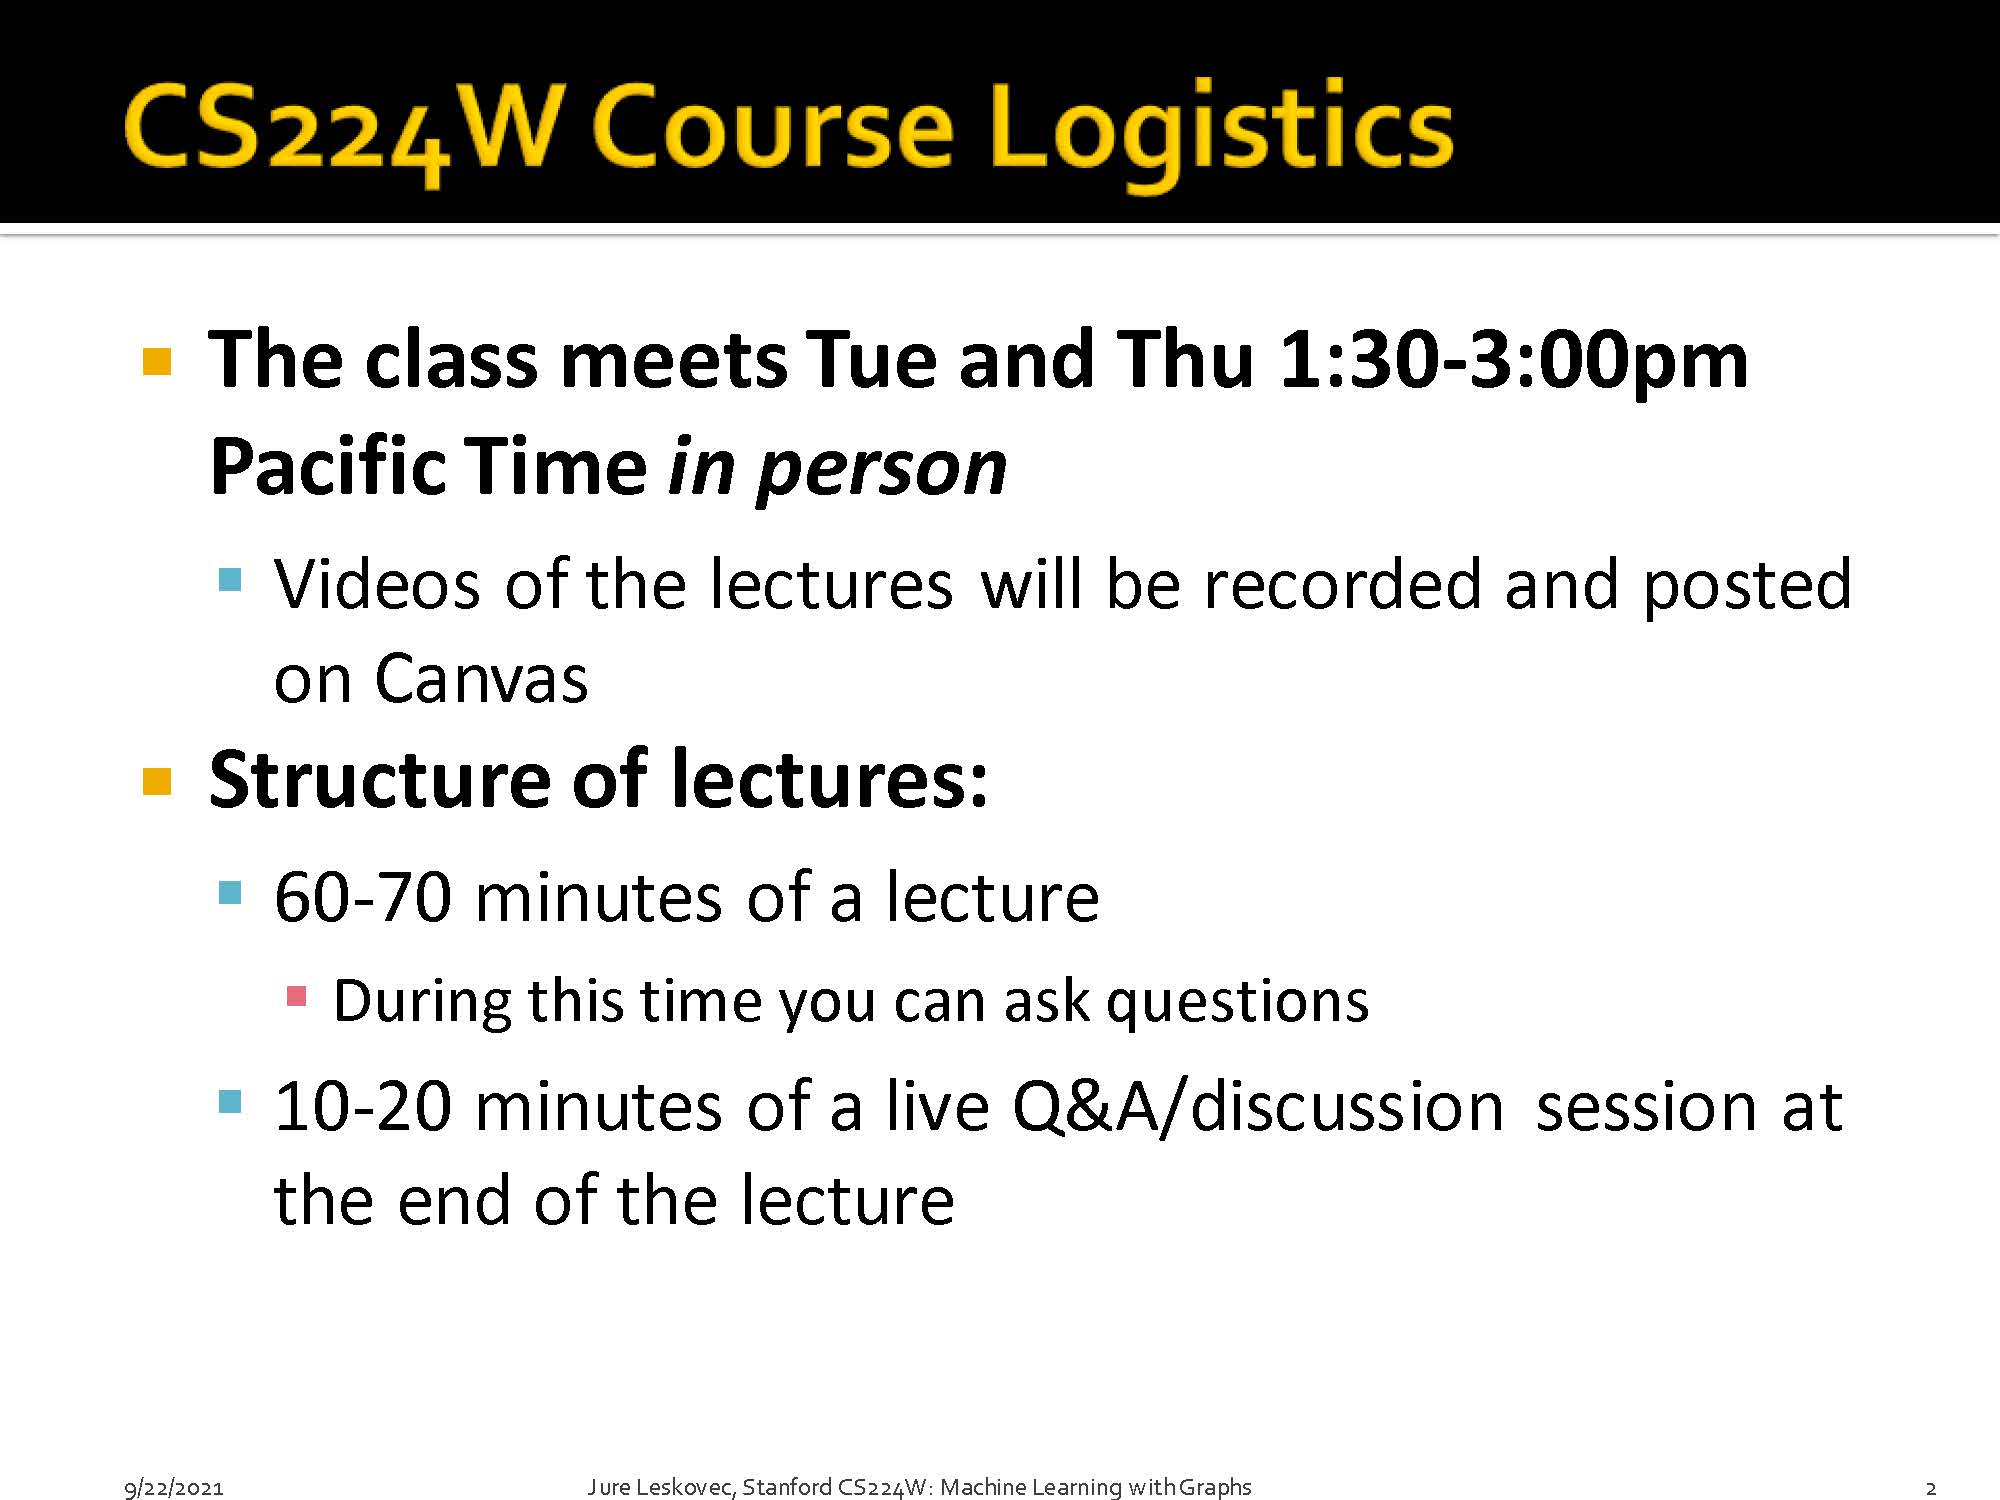 CS224W Course Logistics
The class meets Tue and Thu 1:30-3:00pm
Pacific Time in person
Videos of the lectures will be recorded and posted
on Canvas
Structure of lectures:
60-70 minutes of a lecture
During this time you can ask questions
10-20 minutes of a live Q&A/discussion session at
the end of the lecture
9/22/2021 Jure Leskovec, Stanford CS224W: Machine Learning with Graphs 2